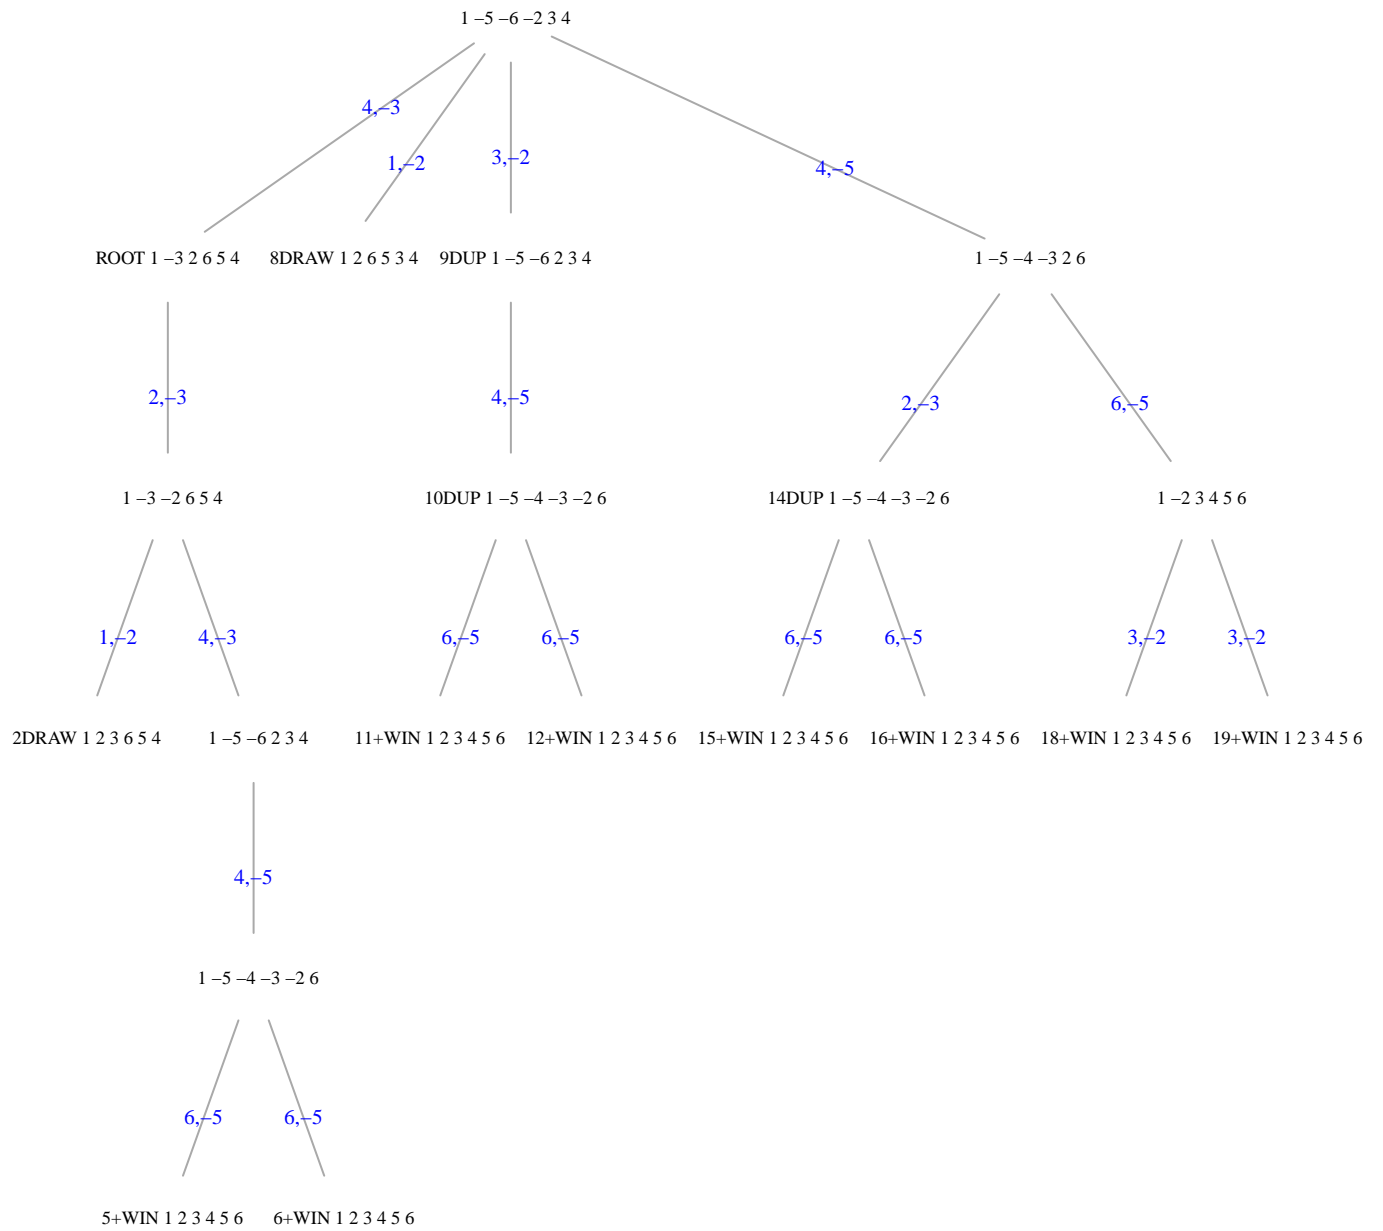 1 –5 –6 –2 3 4
4,–3
1,–2
3,–2
4,–5
ROOT 1 –3 2 6 5 4
8DRAW 1 2 6 5 3 4
9DUP 1 –5 –6 2 3 4
1 –5 –4 –3 2 6
2,–3
4,–5
2,–3
6,–5
1 –3 –2 6 5 4
10DUP 1 –5 –4 –3 –2 6
14DUP 1 –5 –4 –3 –2 6
1 –2 3 4 5 6
1,–2
4,–3
6,–5
6,–5
6,–5
6,–5
3,–2
3,–2
2DRAW 1 2 3 6 5 4
1 –5 –6 2 3 4
11+WIN 1 2 3 4 5 6
12+WIN 1 2 3 4 5 6
15+WIN 1 2 3 4 5 6
16+WIN 1 2 3 4 5 6
18+WIN 1 2 3 4 5 6
19+WIN 1 2 3 4 5 6
4,–5
1 –5 –4 –3 –2 6
6,–5
6,–5
5+WIN 1 2 3 4 5 6
6+WIN 1 2 3 4 5 6